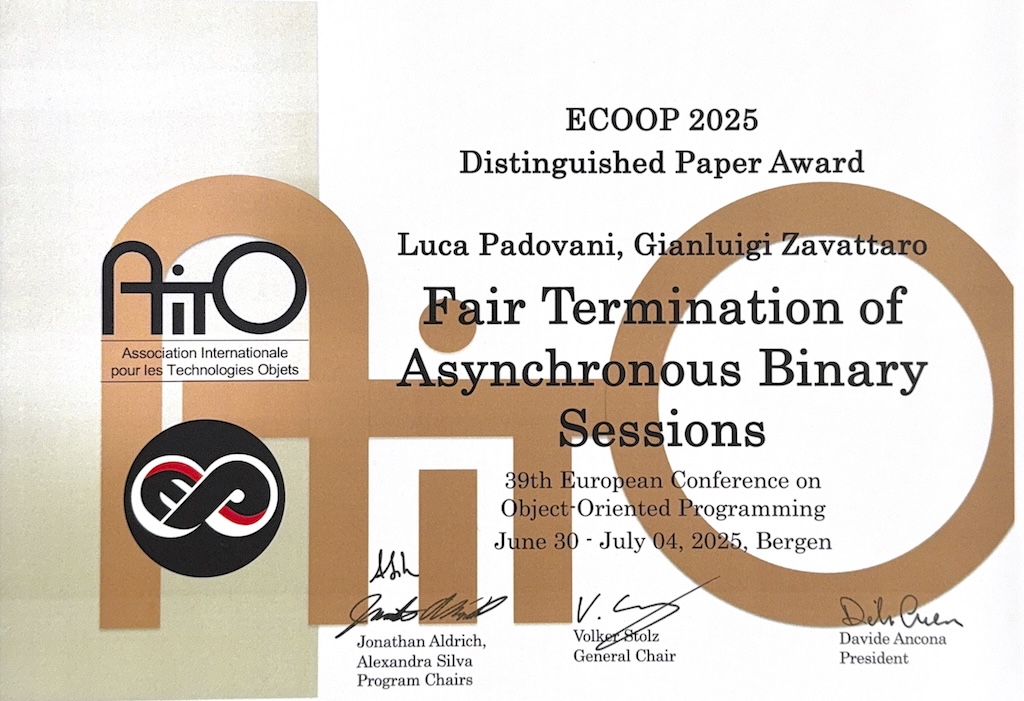 ECOOP 2025
Distinguished Paper Award
Luca Padovani, Gianluigi Zavattaro
Fair Termination of
Asynchronous Binary
Sessions
39th European Conference on
Object-Oriented Programming
June 30 - July 04, 2025, Bergen
AiTO
Association Internationale
pour les Technologies Objets
Jonathan Aldrich,
Alexandra Silva
Program Chairs
Volker Stolz
General Chair
Davide Ancona
President
AiTO